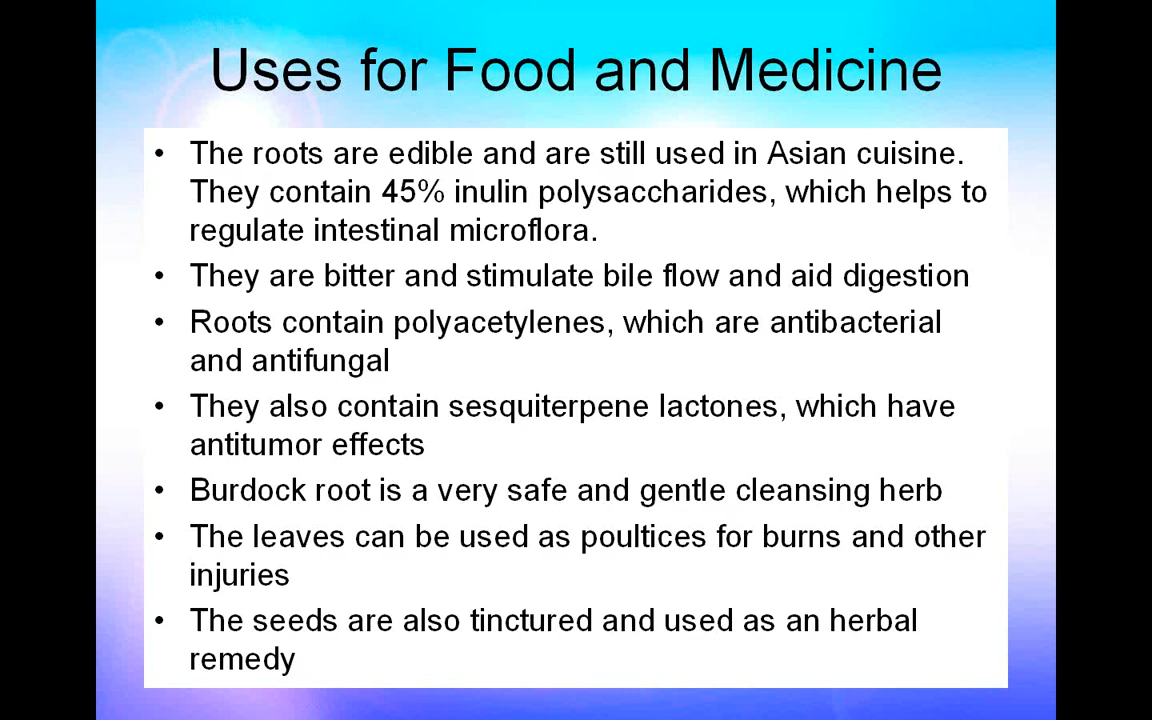 Uses for Food and Medicine
• The roots are edible and are still used in Asian cuisine.
They contain 45% inulin polysaccharides, which helps to
regulate intestinal microflora.
• They are bitter and stimulate bile flow and aid digestion
• Roots contain polyacetylenes, which are antibacterial
and antifungal
• They also contain sesquiterpene lactones, which have
antitumor effects
• Burdock root is a very safe and gentle cleansing herb
• The leaves can be used as poultices for burns and other
injuries
• The seeds are also tinctured and used as an herbal
remedy